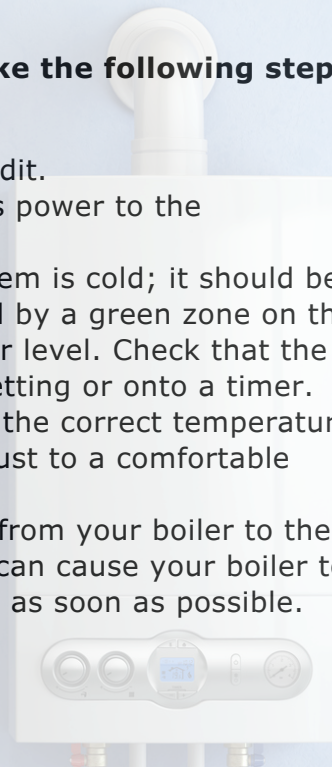 ke the following step
dit.
s power to the
em is cold; it should be
d by a green zone on th
r level. Check that the
etting or onto a timer.
the correct temperatur
ust to a comfortable
from your boiler to the
can cause your boiler to
as soon as possible.